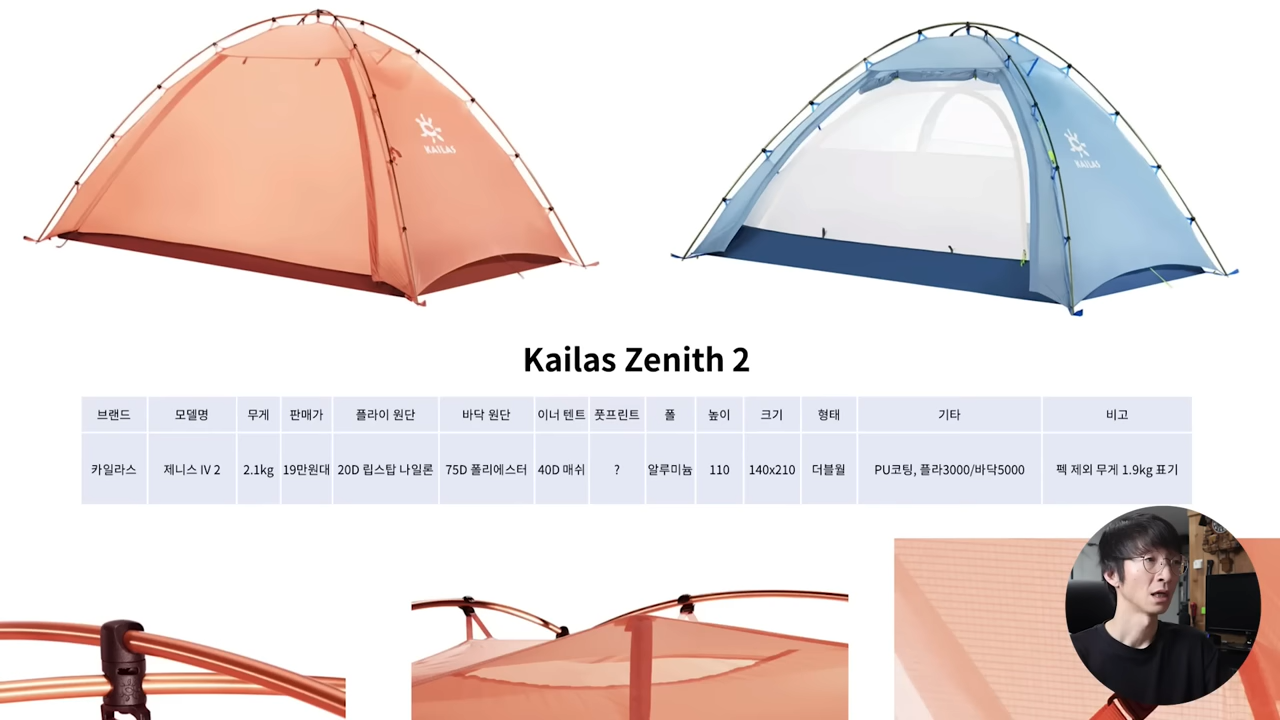 KAILAS
KAILAS
Kailas Zenith 2
브랜드 모델명 무게 판매가 플라이 원단 바닥 원단 이너 텐트 풋프린트 폴 높이 크기 형태 기타 비고
카일라스 제니스 IV 2 2.1kg 19만원대 20D 립스탑 나일론 75D 폴리에스터 40D 매쉬 ? 알루미늄 110 140x210 더블월 PU코팅, 플라3000/바닥5000 펙 제외 무게 1.9kg 표기